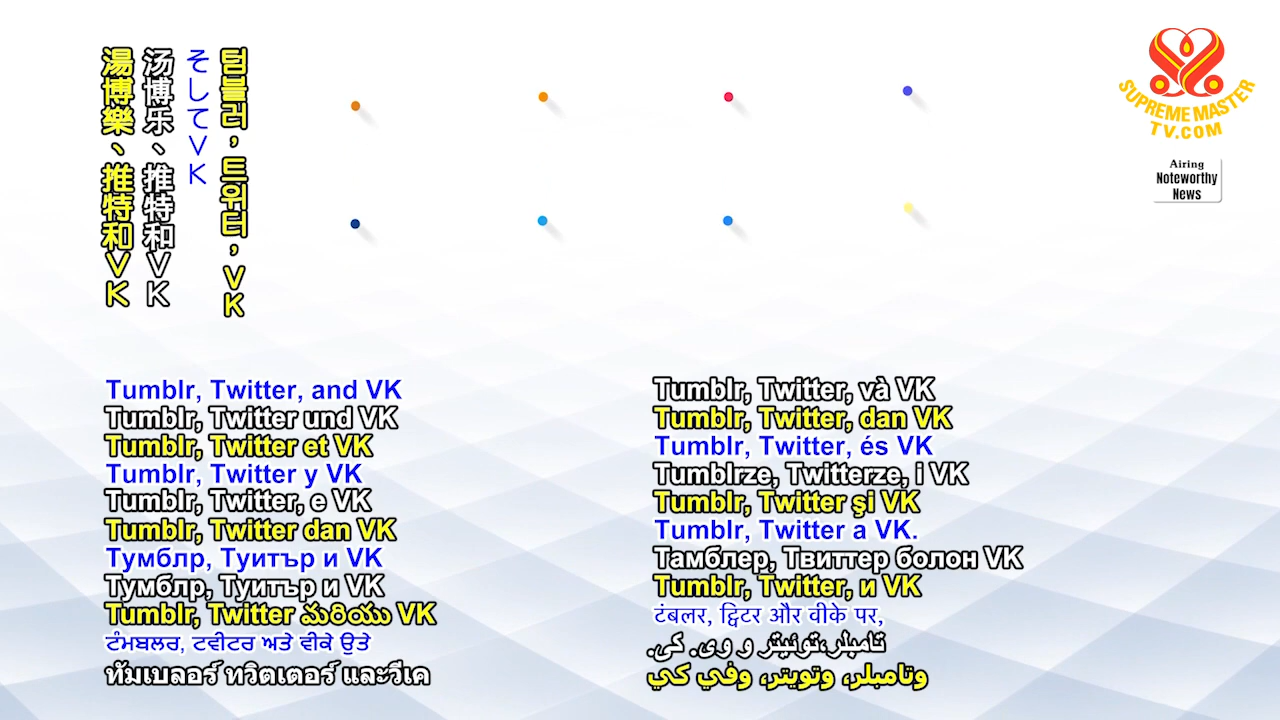 湯博樂、推特和VK
汤博乐、推特和VK
そしてVK
텀블러, 트위터, VK
SUPREME MASTER
TV.COM
Airing
Noteworthy
News
Tumblr, Twitter, and VK
Tumblr, Twitter und VK
Tumblr, Twitter et VK
Tumblr, Twitter y VK
Tumblr, Twitter, e VK
Tumblr, Twitter dan VK
Тумблр, Туитър и VK
Тумблр, Туитър и VK
Tumblr, Twitter మరియు VK
ਟੰਮਬਲਰ, ਟਵੀਟਰ ਅਤੇ ਵੀਕੇ ਉਤੇ
ทัมเบลอร์ ทวิตเตอร์ และวีเค
Tumblr, Twitter, và VK
Tumblr, Twitter, dan VK
Tumblr, Twitter, és VK
Tumblrze, Twitterze, i VK
Tumblr, Twitter şi VK
Tumblr, Twitter a VK.
Тамблер, Твиттер болон VK
Tumblr, Twitter, и VK
टंबलर, ट्विटर और वीके पर,
تامبلر،توئیتر و وی. کی.
وتامبلر، وتويتر، وفي كي